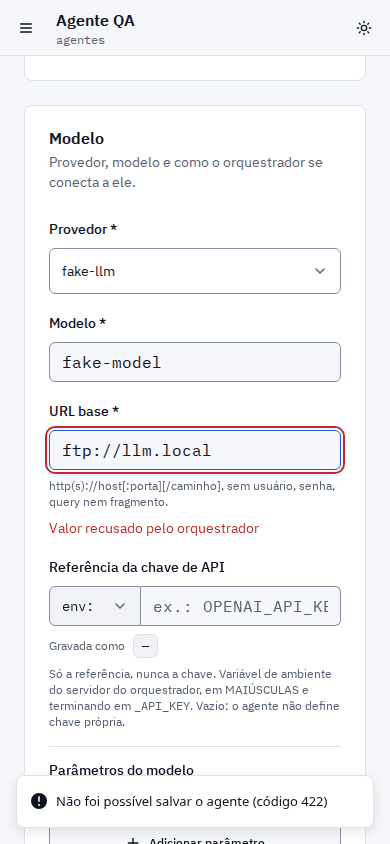 Agente QA
agentes
Modelo
Provedor, modelo e como o orquestrador se
conecta a ele.
Provedor *
fake-llm
Modelo *
fake-model
URL base *
ftp://llm.local
http(s)://host[:porta][/caminho], sem usuário, senha,
query nem fragmento.
Valor recusado pelo orquestrador
Referência da chave de API
env:
ex.: OPENAI_API_KE
Gravada como —
Só a referência, nunca a chave. Variável de ambiente
do servidor do orquestrador, em MAIÚSCULAS e
terminando em _API_KEY. Vazio: o agente não define
chave própria.
Parâmetros do modelo
Não foi possível salvar o agente (código 422)
+ Adicionar parâmetro